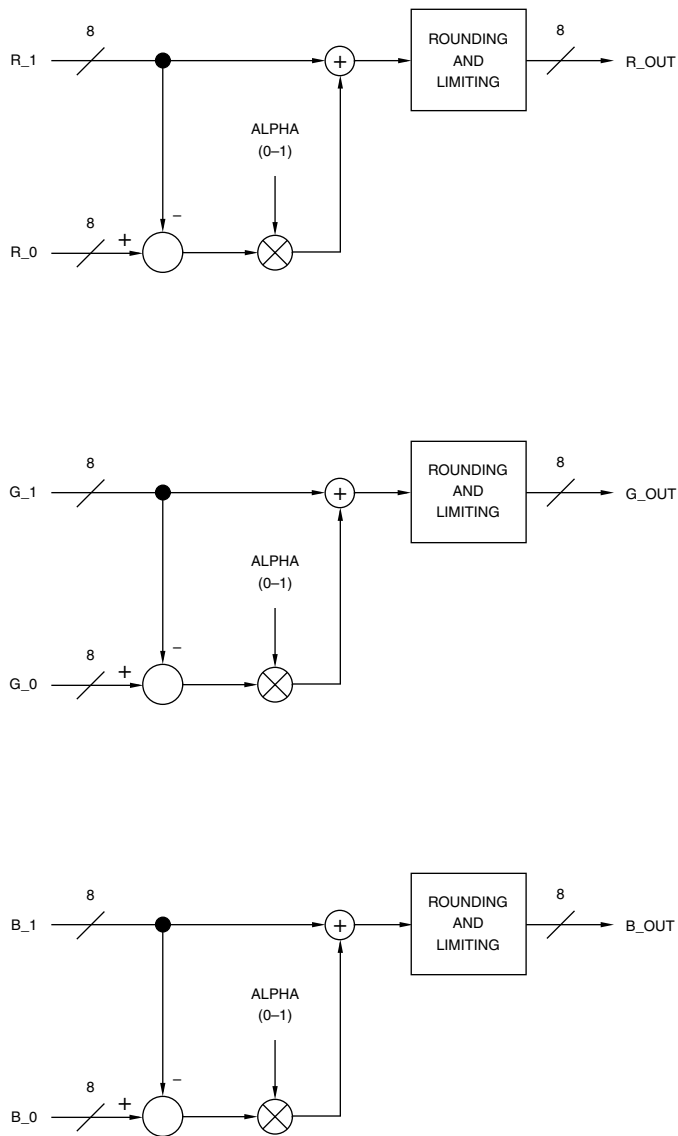 8
8
R_1
ROUNDING
AND
LIMITING
R_OUT
ALPHA
(0–1)
8
+
–
R_0
+
8
8
G_1
ROUNDING
AND
LIMITING
G_OUT
ALPHA
(0–1)
8
+
–
G_0
+
8
8
B_1
ROUNDING
AND
LIMITING
B_OUT
ALPHA
(0–1)
8
+
–
B_0
+